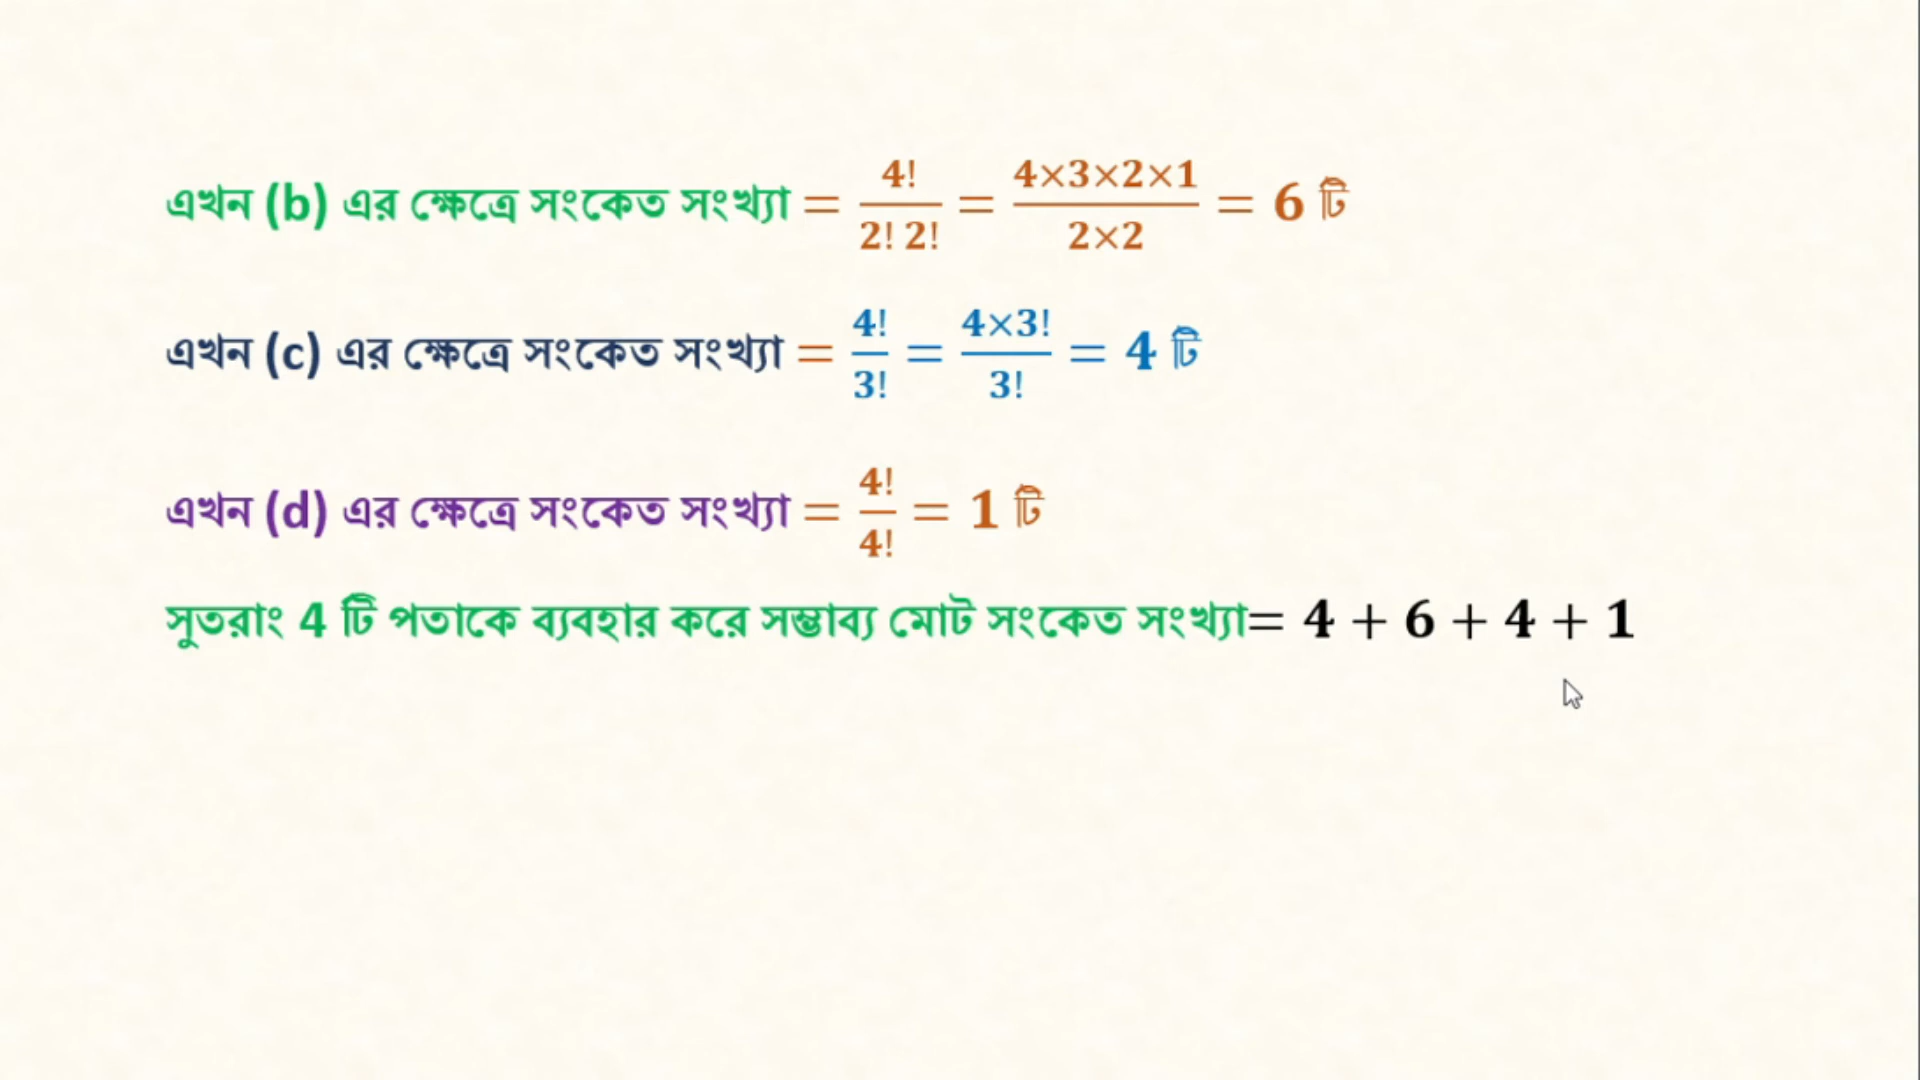 এখন (b) এর ক্ষেত্রে সংকেত সংখ্যা = 4!/2! 2! = 4×3×2×1/2×2 = 6 টি
এখন (c) এর ক্ষেত্রে সংকেত সংখ্যা = 4!/3! = 4×3!/3! = 4 টি
এখন (d) এর ক্ষেত্রে সংকেত সংখ্যা = 4!/4! = 1 টি
সুতরাং 4 টি পতাকে ব্যবহার করে সম্ভাব্য মোট সংকেত সংখ্যা= 4 + 6 + 4 + 1